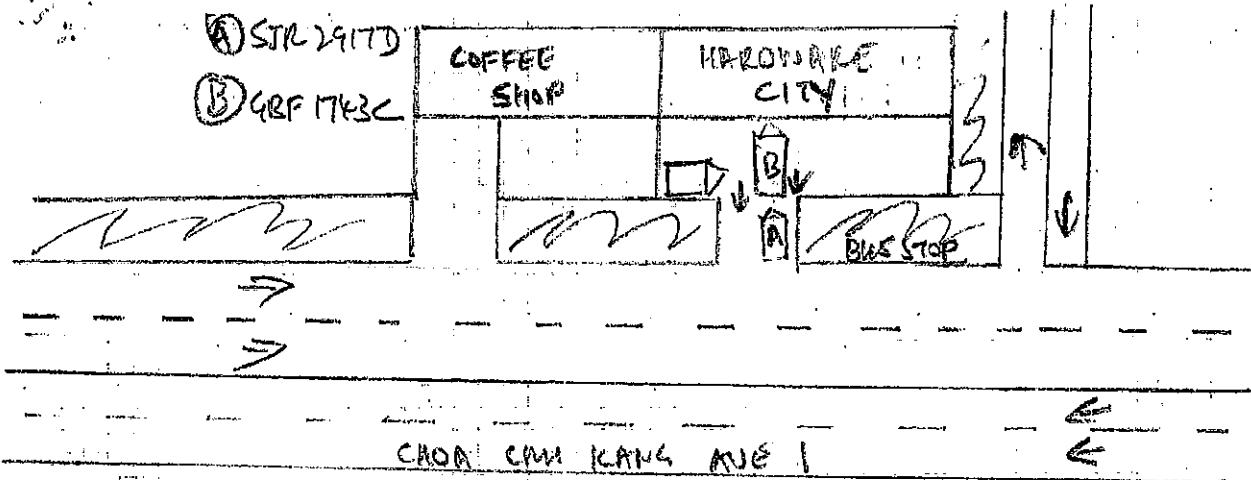 Ⓐ SJR 2917D
Ⓑ GBF 1743C
COFFEE
SHOP
HARDWARE
CITY
B
A
BUS STOP
CHOA CHU KANG AVE 1